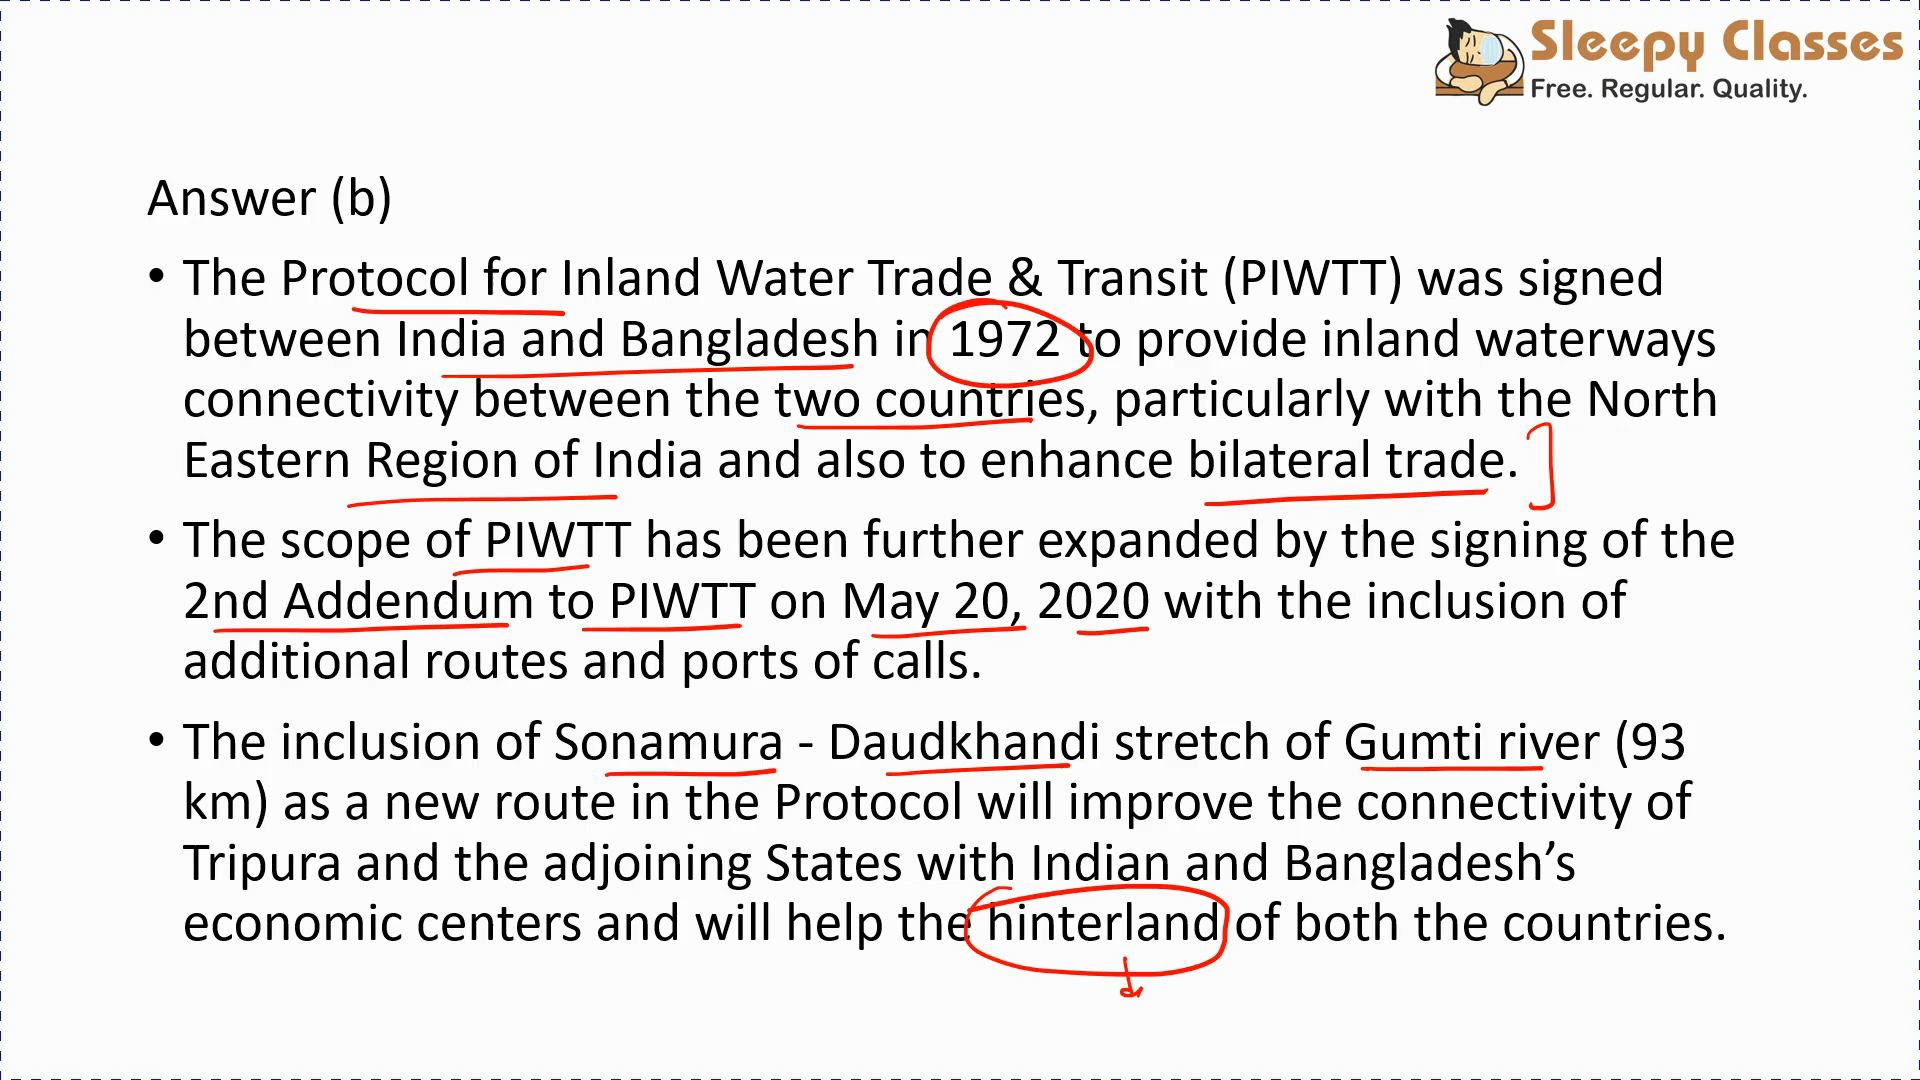 Sleepy Classes
Free. Regular. Quality.
Answer (b)
• The Protocol for Inland Water Trade & Transit (PIWTT) was signed
between India and Bangladesh in 1972 to provide inland waterways
connectivity between the two countries, particularly with the North
Eastern Region of India and also to enhance bilateral trade.
• The scope of PIWTT has been further expanded by the signing of the
2nd Addendum to PIWTT on May 20, 2020 with the inclusion of
additional routes and ports of calls.
• The inclusion of Sonamura - Daudkhandi stretch of Gumti river (93
km) as a new route in the Protocol will improve the connectivity of
Tripura and the adjoining States with Indian and Bangladesh’s
economic centers and will help the hinterland of both the countries.